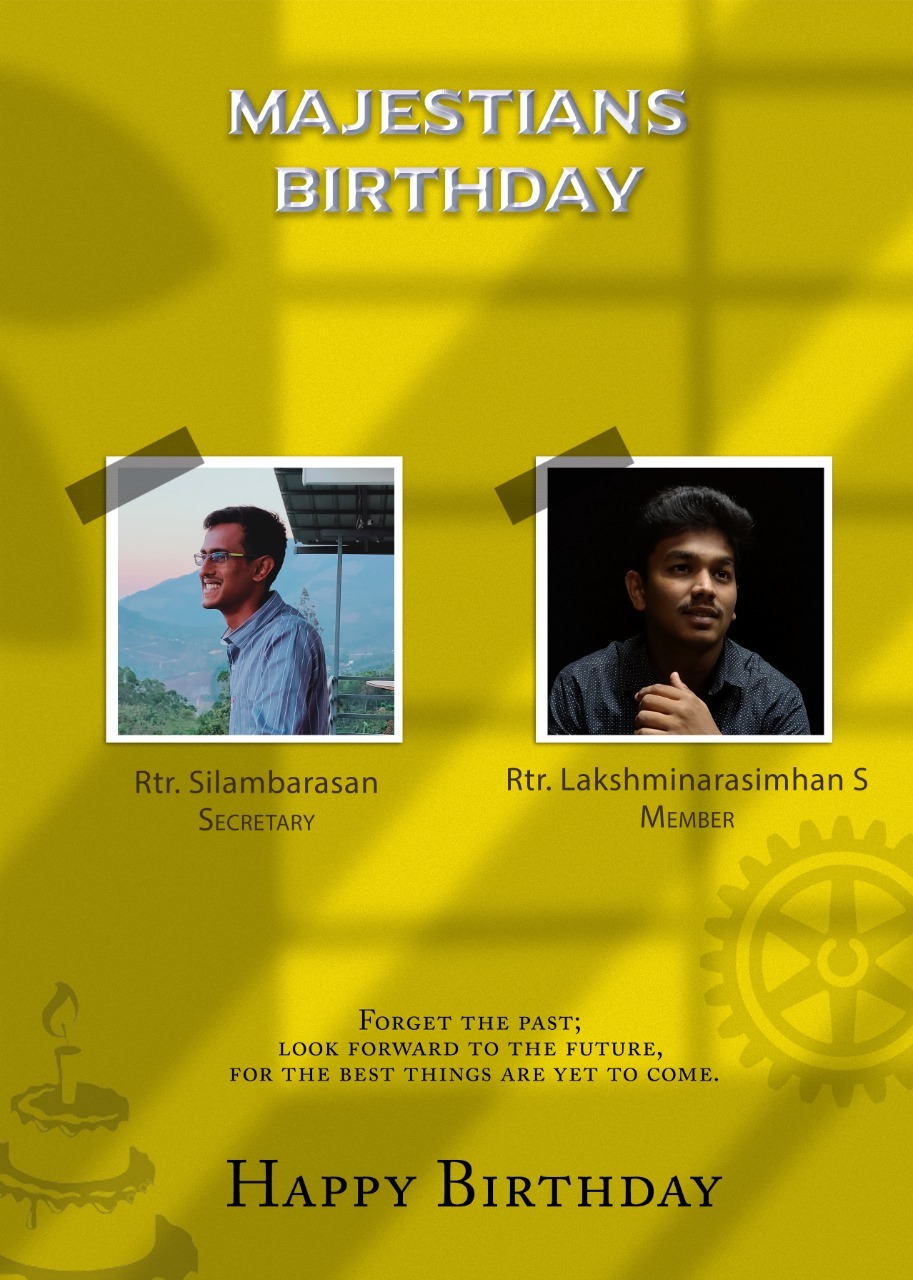 MAJESTIANS
BIRTHDAY
Rtr. Silambarasan
SECRETARY
Rtr. Lakshminarasimhan S
MEMBER
FORGET THE PAST;
LOOK FORWARD TO THE FUTURE,
FOR THE BEST THINGS ARE YET TO COME.
HAPPY BIRTHDAY